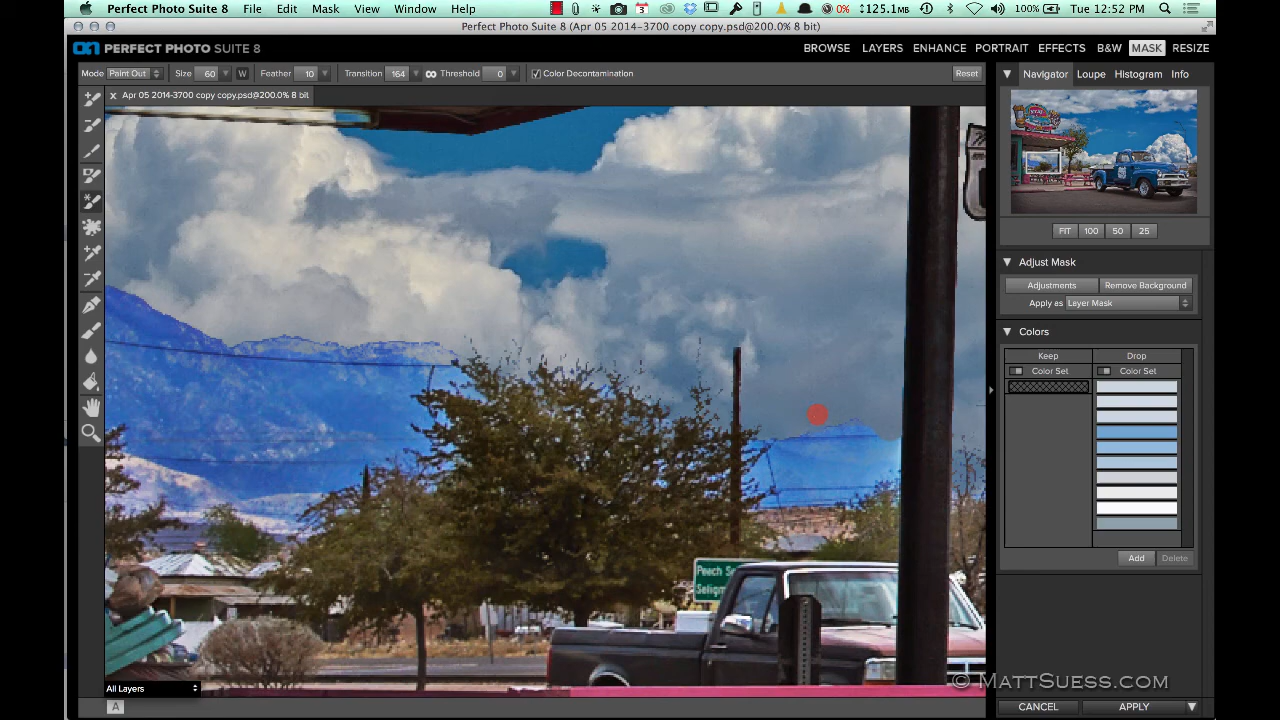 Perfect Photo Suite 8 File Edit Mask View Window Help 3 0% 125.1MB 100% Tue 12:52 PM
Perfect Photo Suite 8 (Apr 05 2014-3700 copy copy.psd@200.0% 8 bit)
on PERFECT PHOTO SUITE 8 BROWSE LAYERS ENHANCE PORTRAIT EFFECTS B&W MASK RESIZE
Mode Paint Out Size 60 W Feather 10 Transition 164 Threshold 0 Color Decontamination Reset
Navigator Loupe Histogram Info
x Apr 05 2014-3700 copy copy.psd@200.0% 8 bit
FIT 100 50 25
Adjust Mask
Adjustments Remove Background
Apply as Layer Mask
Colors
Keep Drop
Color Set Color Set
Add Delete
Peach
Seligm
All Layers
© MattSuess.com
A CANCEL APPLY